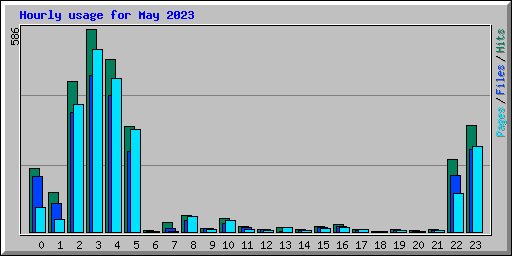 Hourly usage for May 2023
586
Pages/Files/Hits
0 1 2 3 4 5 6 7 8 9 10 11 12 13 14 15 16 17 18 19 20 21 22 23